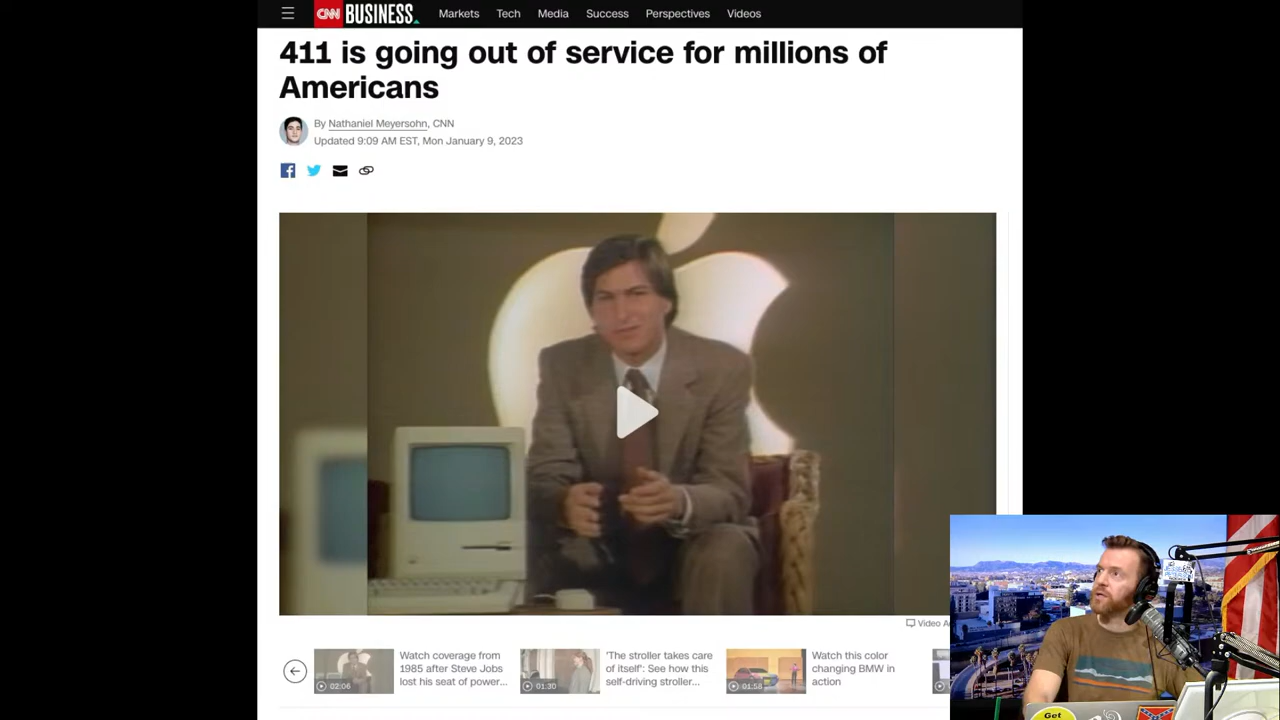 CNN BUSINESS
Markets Tech Media Success Perspectives Videos
411 is going out of service for millions of
Americans
By Nathaniel Meyersohn, CNN
Updated 9:09 AM EST, Mon January 9, 2023
Video
02:06
Watch coverage from
1985 after Steve Jobs
lost his seat of power...
01:30
'The stroller takes care
of itself': See how this
self-driving stroller...
01:58
Watch this color
changing BMW in
action
Get